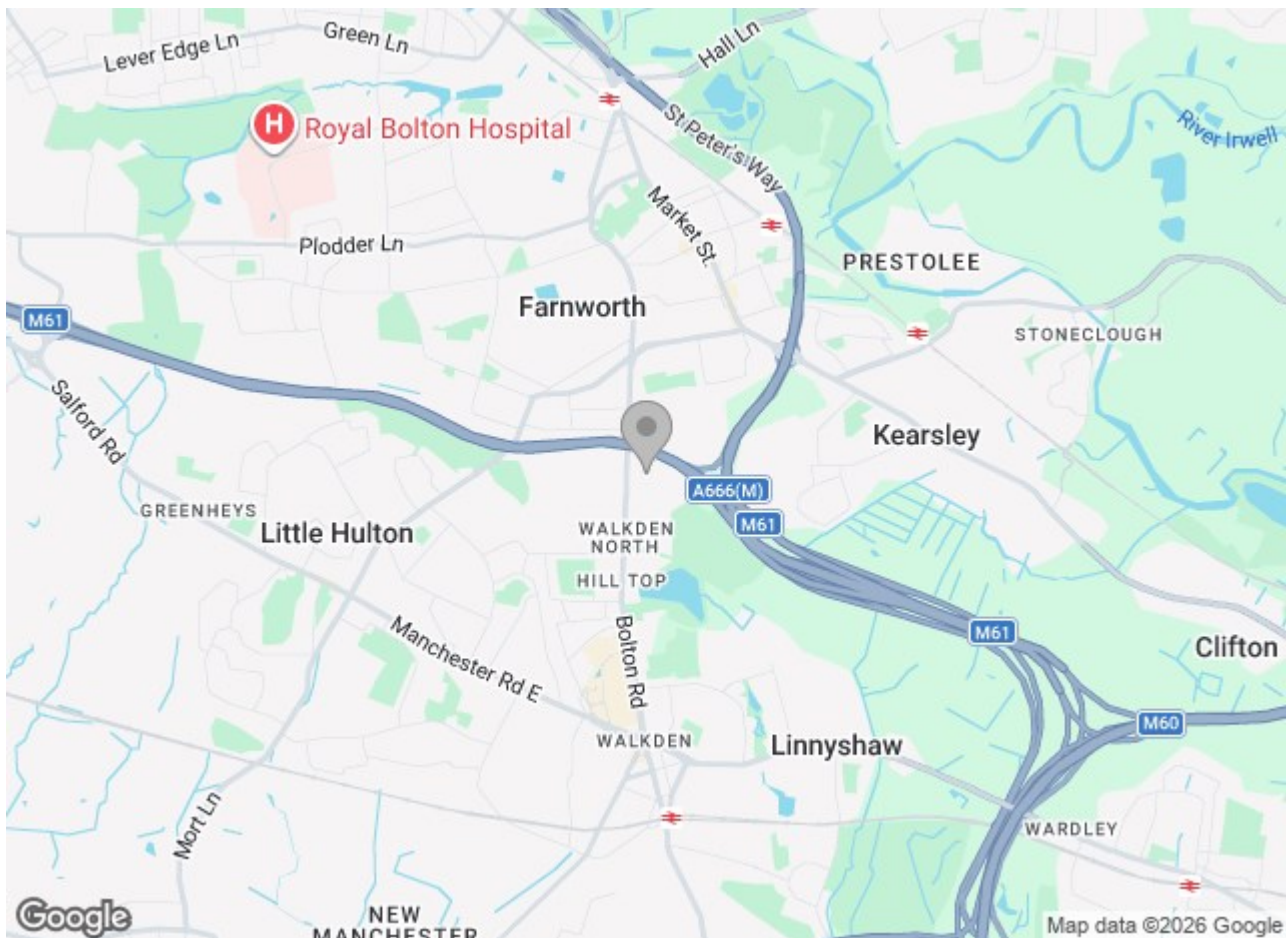 Lever Edge Ln
Green Ln
Hall Ln
H
Royal Bolton Hospital
St Peter's Way
River Irwell
Market St.
Plodder Ln
PRESTOLEE
Farnworth
M61
STONECLOUGH
Salford Rd
Kearsley
A666(M)
GREENHEYS
M61
Little Hulton
WALKDEN
NORTH
HILL TOP
Bolton Rd
Manchester Rd E
M61
Clifton
M60
WALKDEN
Linnyshaw
Mort Ln
WARDLEY
NEW
MANCHESTER
Google
Map data ©2026 Google